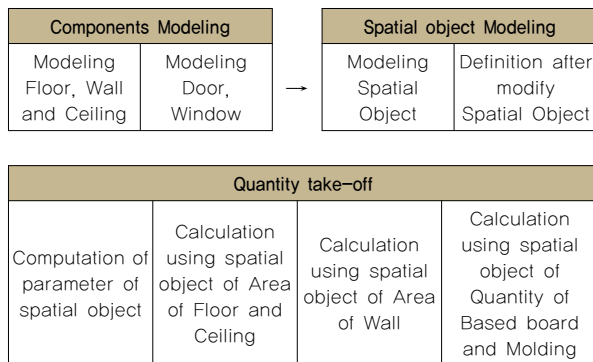 Components Modeling
Modeling
Floor, Wall
and Ceiling
Modeling
Door,
Window
→
Spatial object Modeling
Modeling
Spatial
Object
Definition after
modify
Spatial Object
Quantity take-off
Computation of
parameter of
spatial object
Calculation
using spatial
object of Area
of Floor and
Ceiling
Calculation
using spatial
object of Area
of Wall
Calculation
using spatial
object of
Quantity of
Based board
and Molding